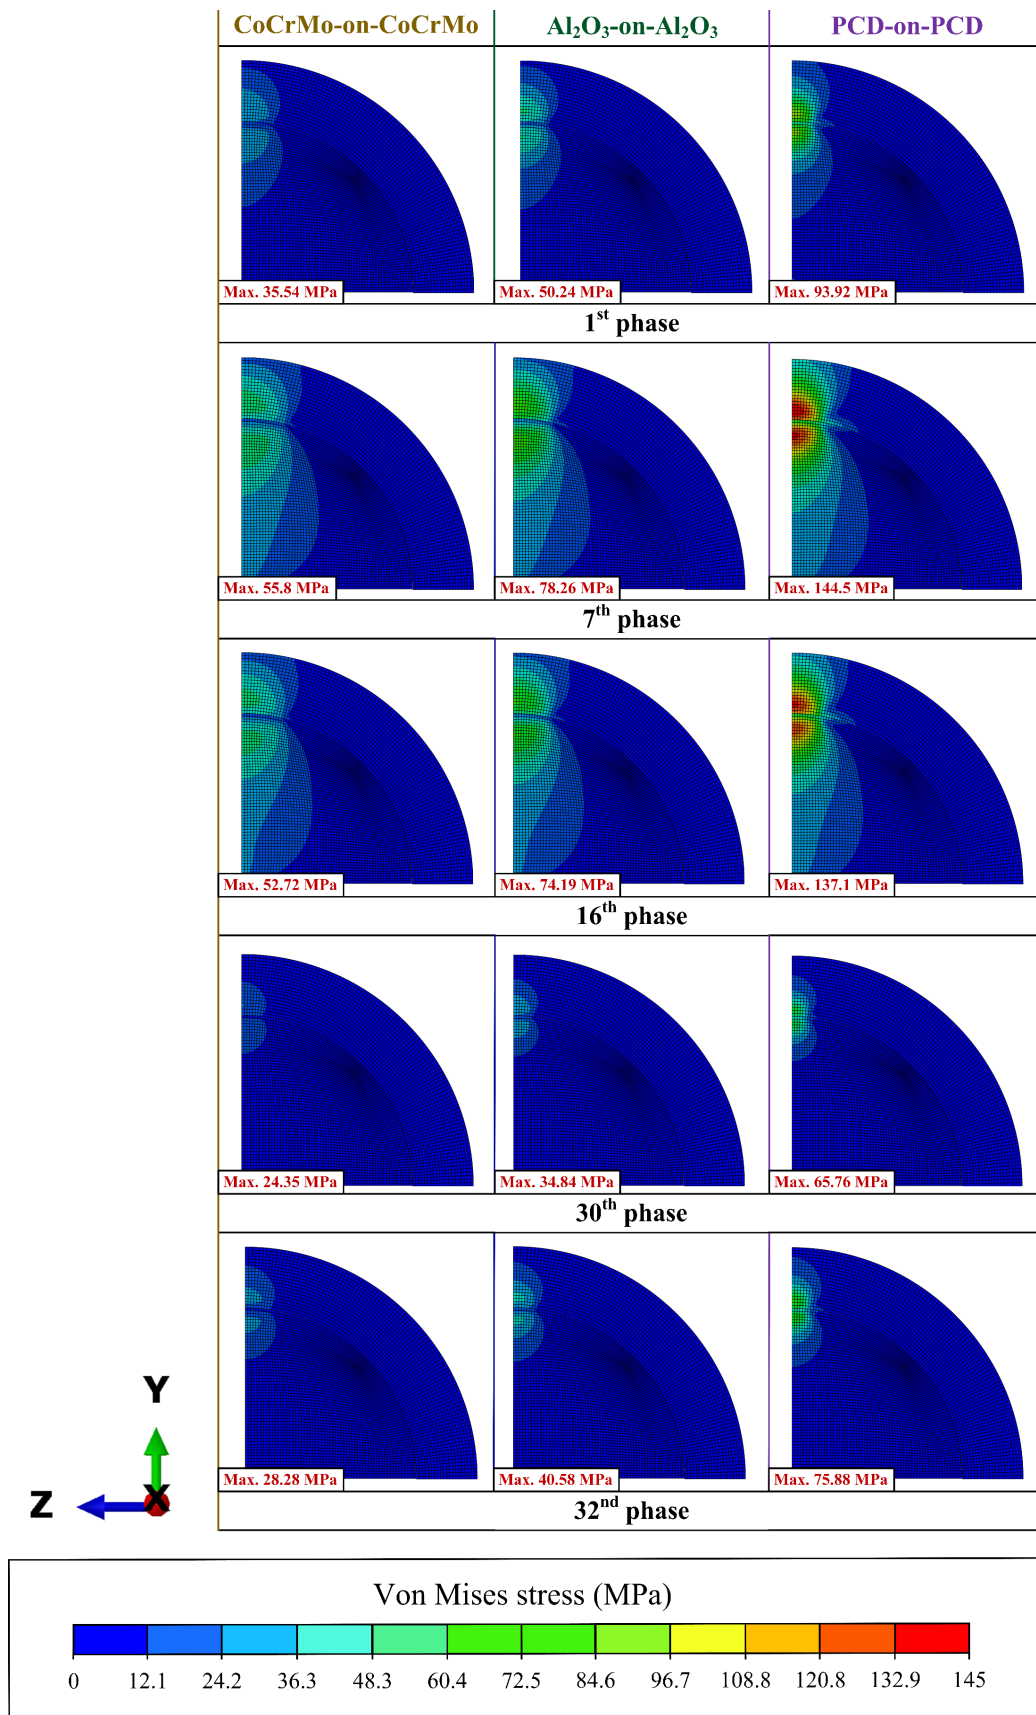 CoCrMo-on-CoCrMo Al₂O₃-on-Al₂O₃ PCD-on-PCD
Max. 35.54 MPa Max. 50.24 MPa Max. 93.92 MPa
1st phase
Max. 55.8 MPa Max. 78.26 MPa Max. 144.5 MPa
7th phase
Max. 52.72 MPa Max. 74.19 MPa Max. 137.1 MPa
16th phase
Max. 24.35 MPa Max. 34.84 MPa Max. 65.76 MPa
30th phase
Max. 28.28 MPa Max. 40.58 MPa Max. 75.88 MPa
32nd phase
Y
Z X
Von Mises stress (MPa)
0 12.1 24.2 36.3 48.3 60.4 72.5 84.6 96.7 108.8 120.8 132.9 145